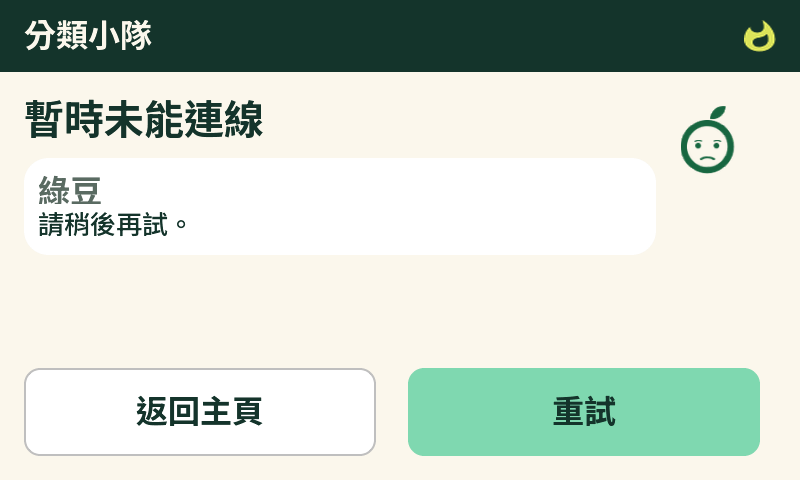 分類小隊
暫時未能連線
綠豆
請稍後再試。
返回主頁
重試